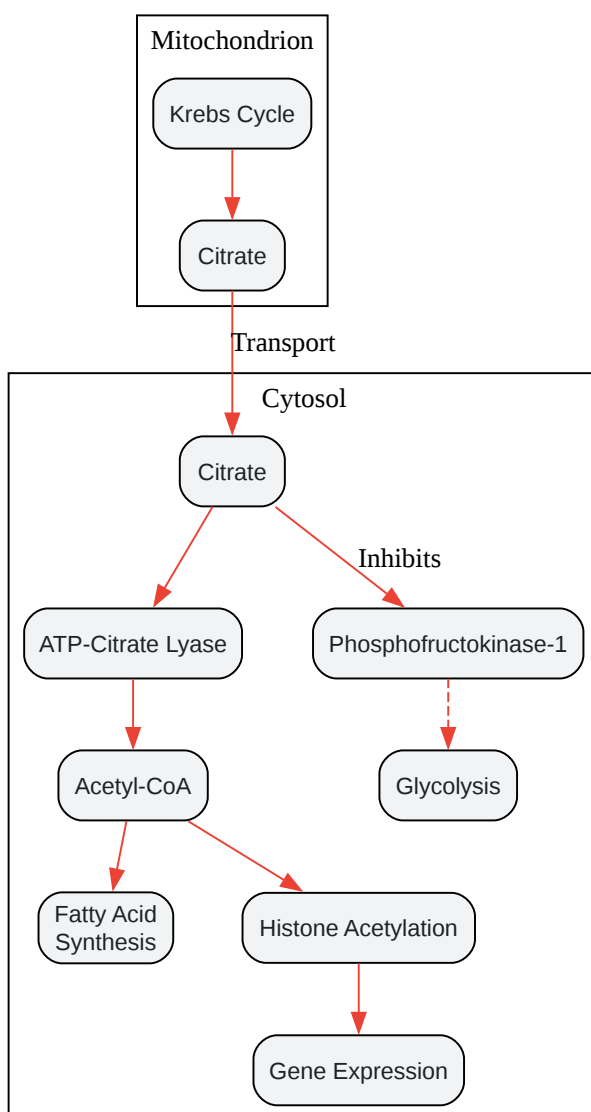 Mitochondrion
Krebs Cycle
Citrate
Transport
Cytosol
Citrate
Inhibits
ATP-Citrate Lyase
Phosphofructokinase-1
Acetyl-CoA
Glycolysis
Fatty Acid
Synthesis
Histone Acetylation
Gene Expression